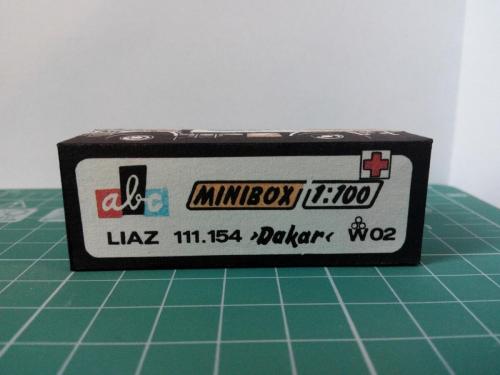 abc MINIBOX 1:100
LIAZ 111.154 ›Dakar‹ W02